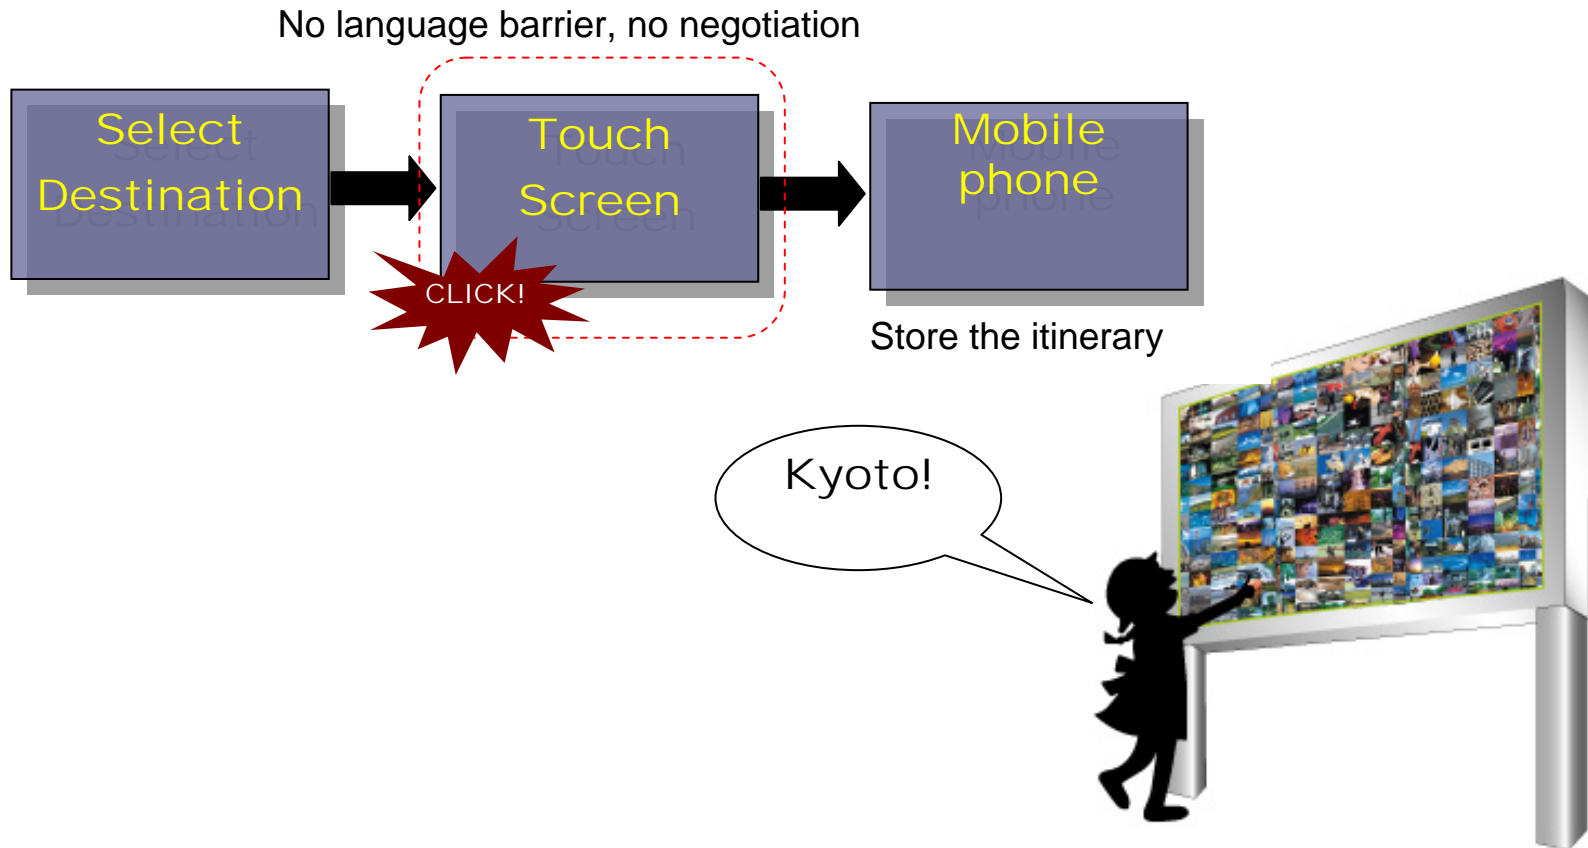 No language barrier, no negotiation
Select
Destination
Touch
Screen
Mobile
phone
CLICK!
Store the itinerary
Kyoto!